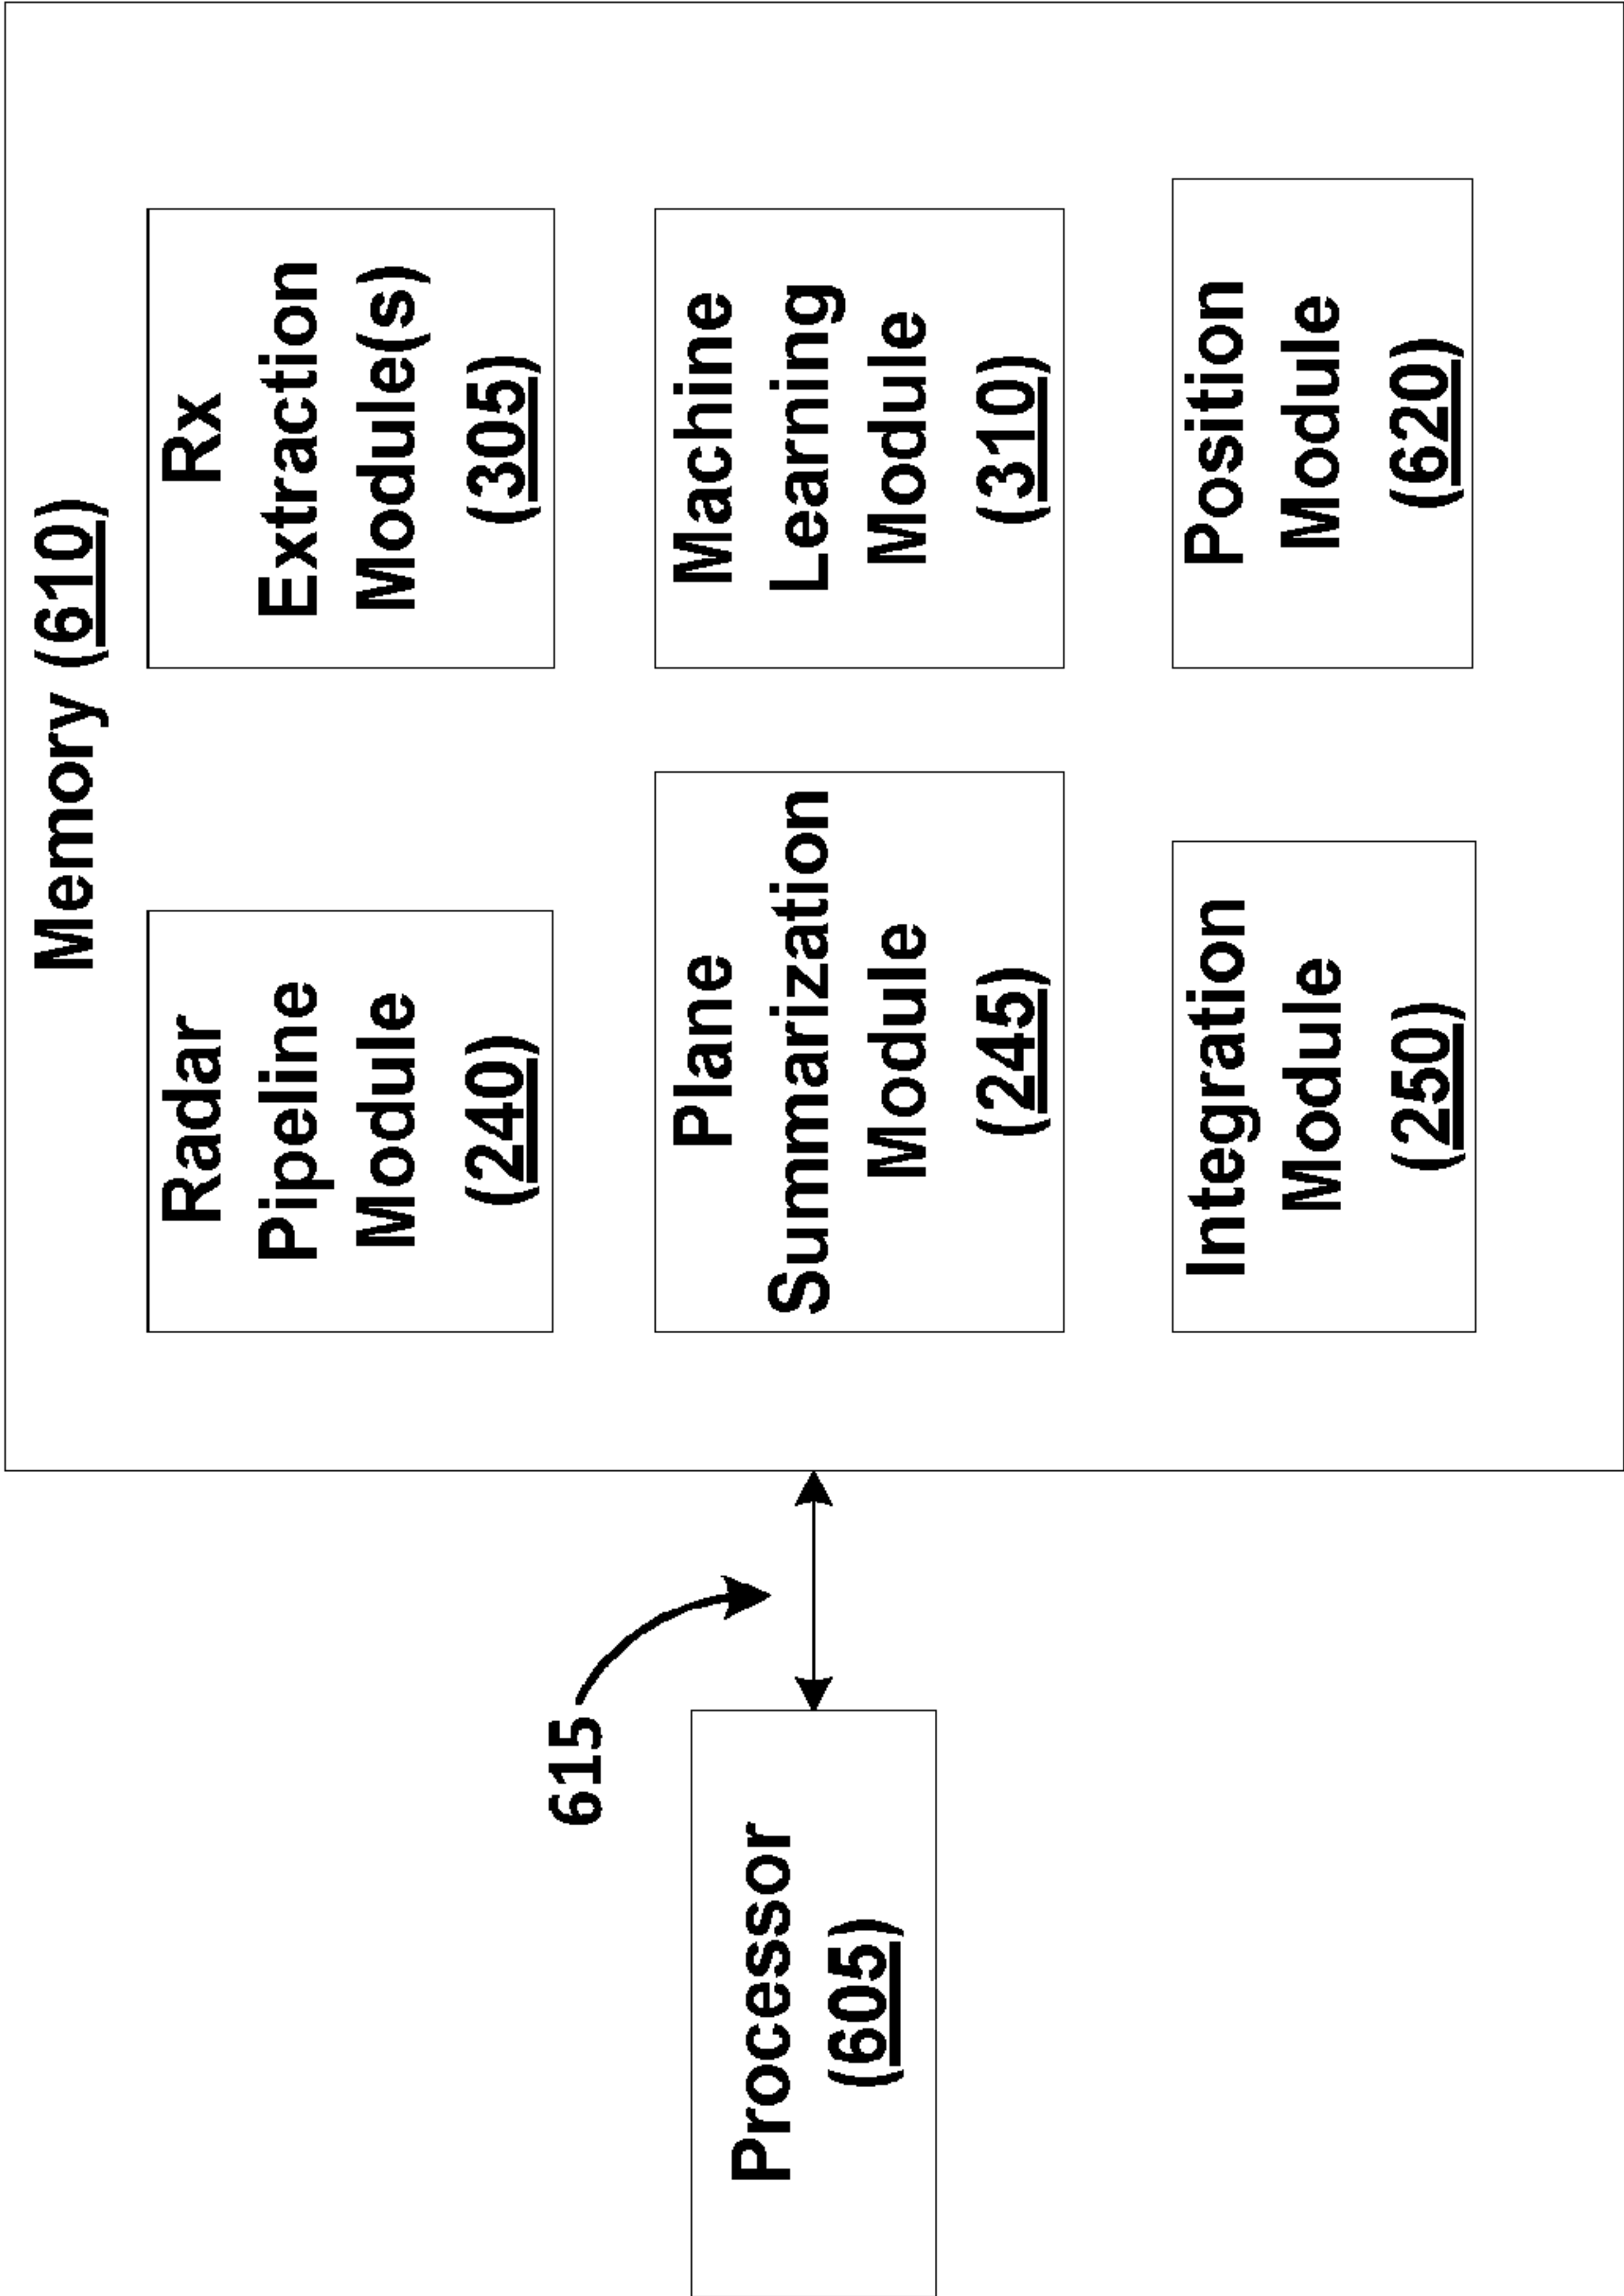 Memory (610)
Radar
Pipeline
Module
(240)
Rx
Extraction
Module(s)
(305)
Plane
Summarization
Module
(245)
Machine
Learning
Module
(310)
Integration
Module
(250)
Position
Module
(620)
615
Processor
(605)